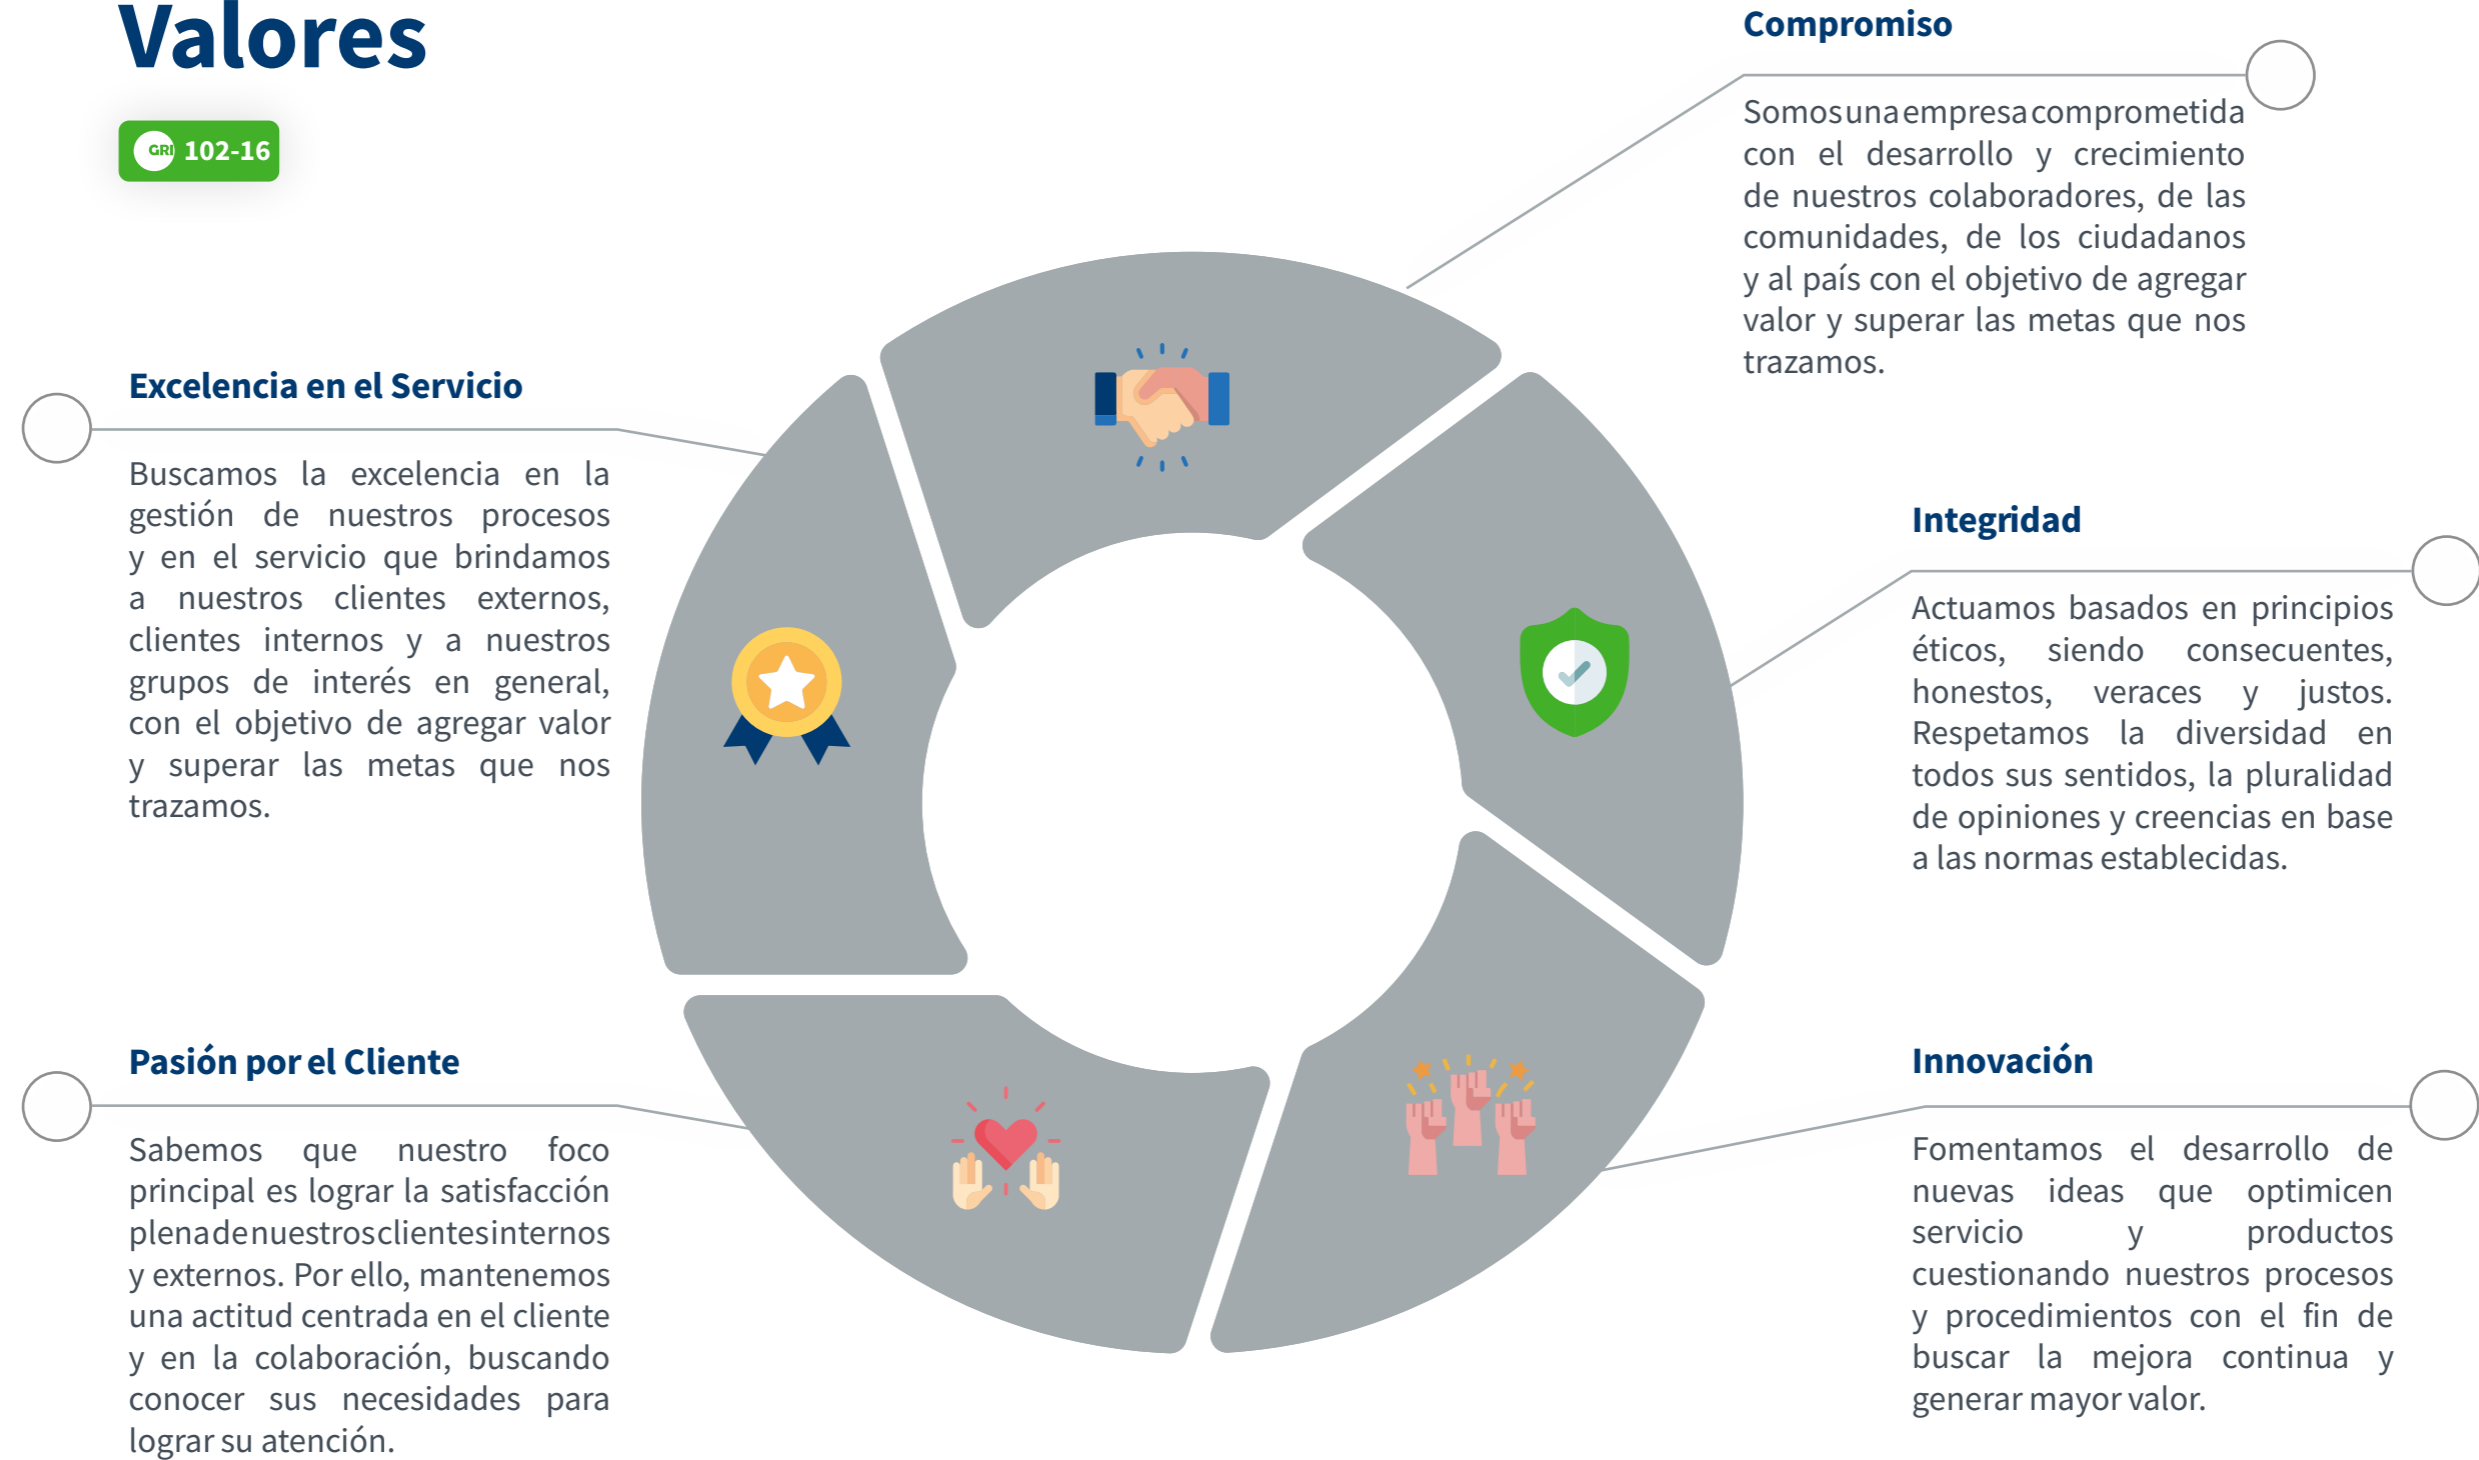 Valores
GRI 102-16
Compromiso
Somos una empresa comprometida
con el desarrollo y crecimiento
de nuestros colaboradores, de las
comunidades, de los ciudadanos
y al país con el objetivo de agregar
valor y superar las metas que nos
trazamos.
Excelencia en el Servicio
Buscamos la excelencia en la
gestión de nuestros procesos
y en el servicio que brindamos
a nuestros clientes externos,
clientes internos y a nuestros
grupos de interés en general,
con el objetivo de agregar valor
y superar las metas que nos
trazamos.
Integridad
Actuamos basados en principios
éticos, siendo consecuentes,
honestos, veraces y justos.
Respetamos la diversidad en
todos sus sentidos, la pluralidad
de opiniones y creencias en base
a las normas establecidas.
Pasión por el Cliente
Sabemos que nuestro foco
principal es lograr la satisfacción
plena de nuestros clientes internos
y externos. Por ello, mantenemos
una actitud centrada en el cliente
y en la colaboración, buscando
conocer sus necesidades para
lograr su atención.
Innovación
Fomentamos el desarrollo de
nuevas ideas que optimicen
servicio y productos
cuestionando nuestros procesos
y procedimientos con el fin de
buscar la mejora continua y
generar mayor valor.